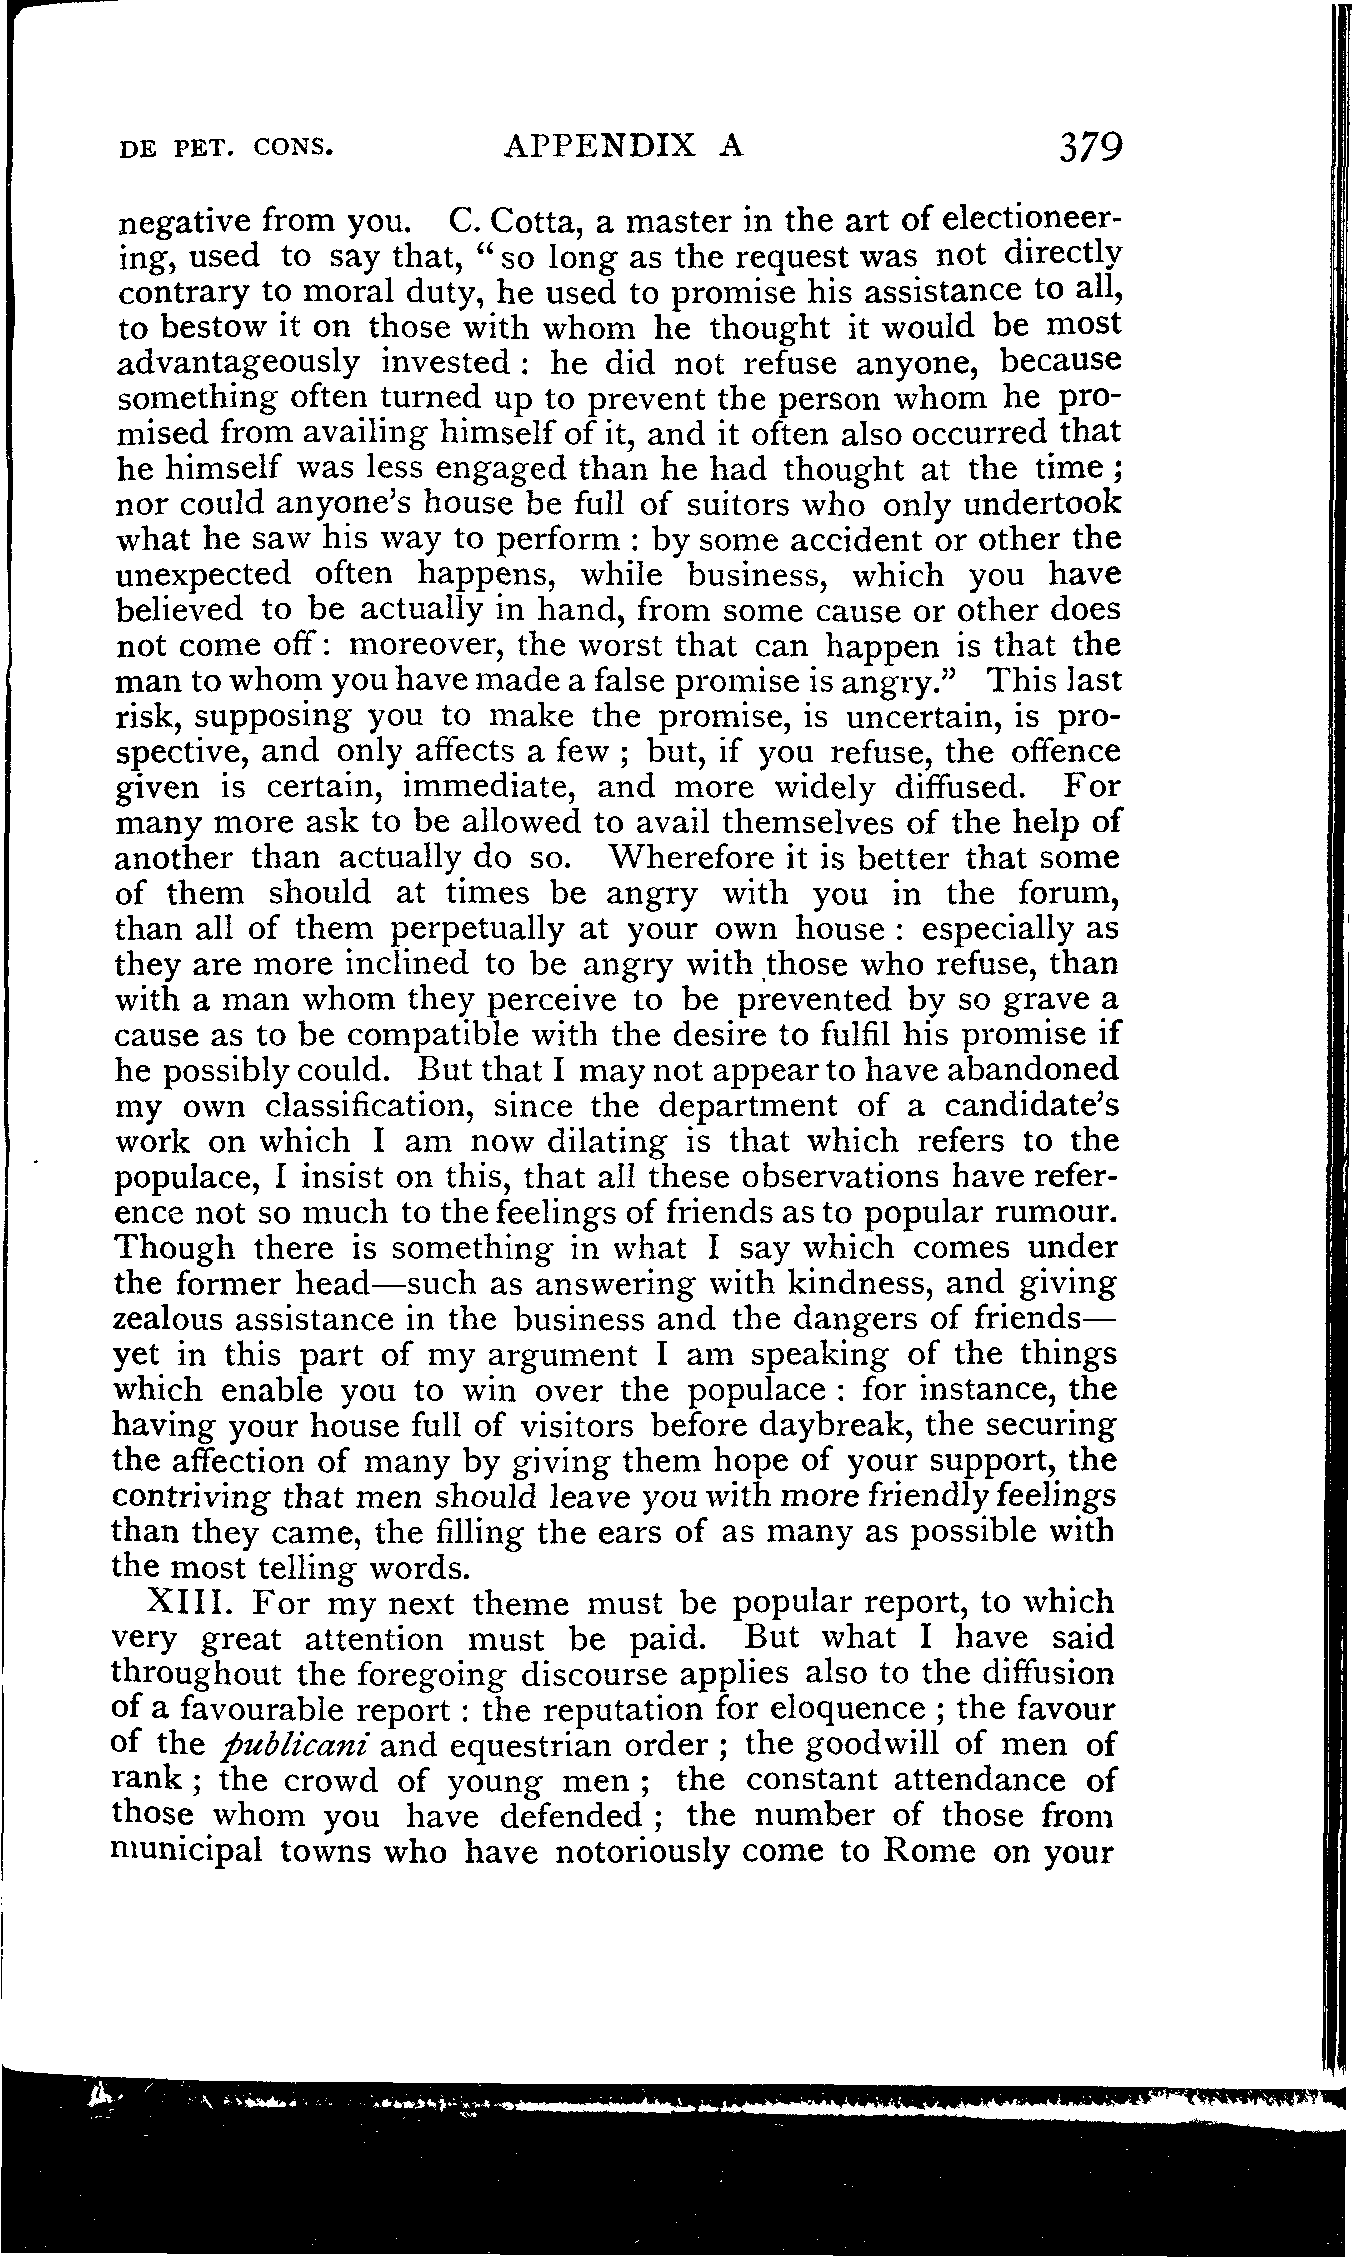 DE PET. CONS. APPENDIX A 379
negative from you. C. Cotta, a master in the art of electioneer-
ing, used to say that, “so long as the request was not directly
contrary to moral duty, he used to promise his assistance to all,
to bestow it on those with whom he thought it would be most
advantageously invested : he did not refuse anyone, because
something often turned up to prevent the person whom he pro-
mised from availing himself of it, and it often also occurred that
he himself was less engaged than he had thought at the time ;
nor could anyone's house be full of suitors who only undertook
what he saw his way to perform : by some accident or other the
unexpected often happens, while business, which you have
believed to be actually in hand, from some cause or other does
not come off : moreover, the worst that can happen is that the
man to whom you have made a false promise is angry.” This last
risk, supposing you to make the promise, is uncertain, is pro-
spective, and only affects a few ; but, if you refuse, the offence
given is certain, immediate, and more widely diffused. For
many more ask to be allowed to avail themselves of the help of
another than actually do so. Wherefore it is better that some
of them should at times be angry with you in the forum,
than all of them perpetually at your own house : especially as
they are more inclined to be angry with those who refuse, than
with a man whom they perceive to be prevented by so grave a
cause as to be compatible with the desire to fulfil his promise if
he possibly could. But that I may not appear to have abandoned
my own classification, since the department of a candidate's
work on which I am now dilating is that which refers to the
populace, I insist on this, that all these observations have refer-
ence not so much to the feelings of friends as to popular rumour.
Though there is something in what I say which comes under
the former head—such as answering with kindness, and giving
zealous assistance in the business and the dangers of friends—
yet in this part of my argument I am speaking of the things
which enable you to win over the populace : for instance, the
having your house full of visitors before daybreak, the securing
the affection of many by giving them hope of your support, the
contriving that men should leave you with more friendly feelings
than they came, the filling the ears of as many as possible with
the most telling words.
XIII. For my next theme must be popular report, to which
very great attention must be paid. But what I have said
throughout the foregoing discourse applies also to the diffusion
of a favourable report : the reputation for eloquence ; the favour
of the publicani and equestrian order ; the goodwill of men of
rank ; the crowd of young men ; the constant attendance of
those whom you have defended ; the number of those from
municipal towns who have notoriously come to Rome on your